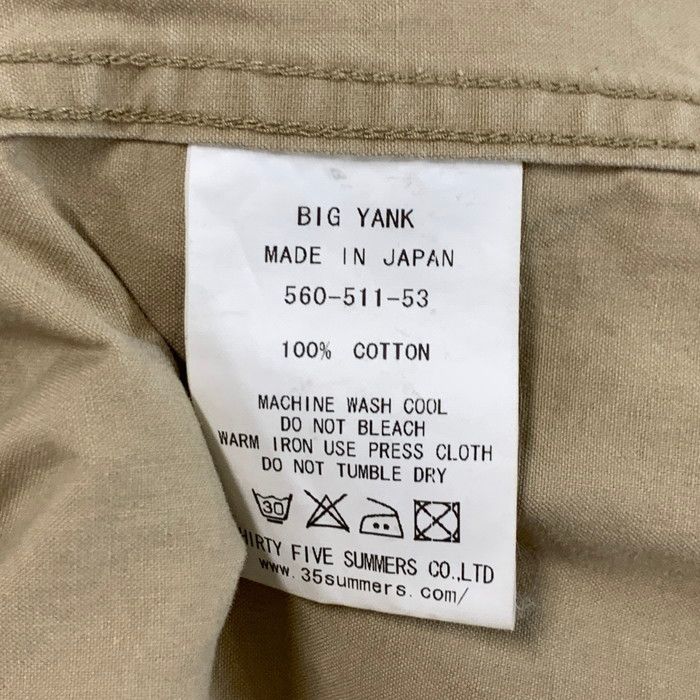 BIG YANK
MADE IN JAPAN
560-511-53
100% COTTON
MACHINE WASH COOL
DO NOT BLEACH
WARM IRON USE PRESS CLOTH
DO NOT TUMBLE DRY
30
FIVE SUMMERS CO.,LTD
www.35summers.com/